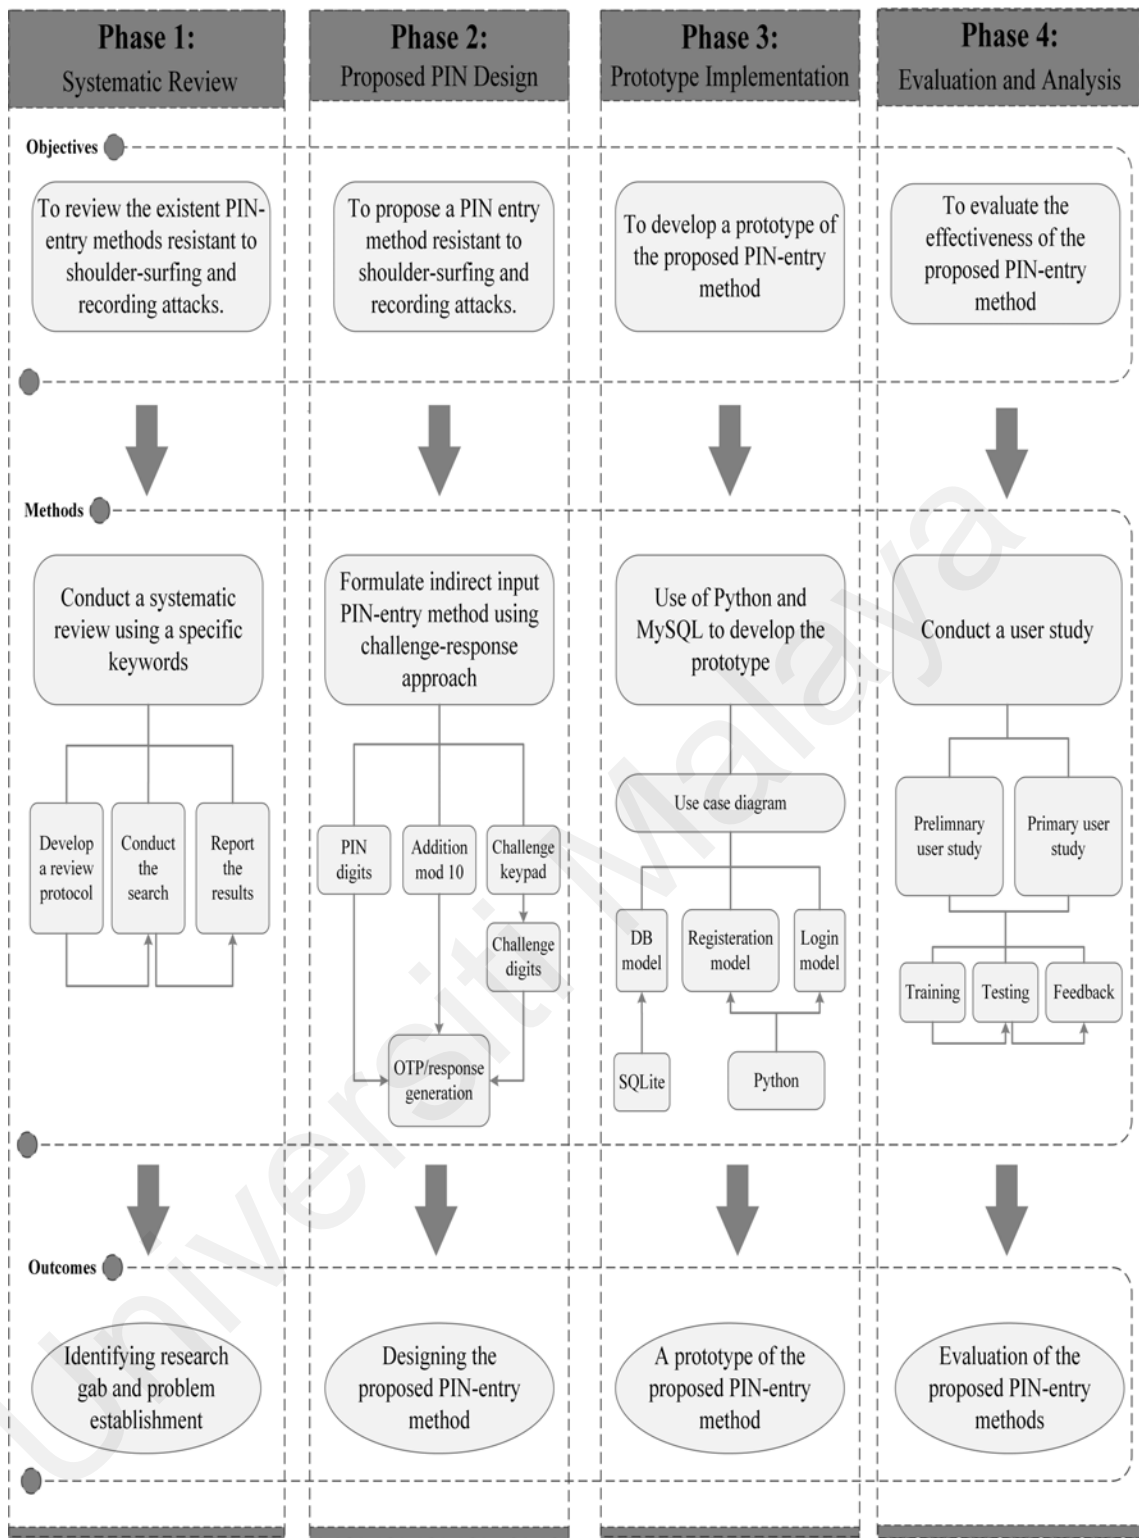 Phase 1:
Systematic Review
Phase 2:
Proposed PIN Design
Phase 3:
Prototype Implementation
Phase 4:
Evaluation and Analysis
Objectives
To review the existent PIN-
entry methods resistant to
shoulder-surfing and
recording attacks.
To propose a PIN entry
method resistant to
shoulder-surfing and
recording attacks.
To develop a prototype of
the proposed PIN-entry
method
To evaluate the
effectiveness of the
proposed PIN-entry
method
Methods
Conduct a systematic
review using a specific
keywords
Formulate indirect input
PIN-entry method using
challenge-response
approach
Use of Python and
MySQL to develop the
prototype
Conduct a user study
Develop
a review
protocol
Conduct
the
search
Report
the
results
PIN
digits
Addition
mod 10
Challenge
keypad
Challenge
digits
OTP/response
generation
Use case diagram
DB
model
Registeration
model
Login
model
SQLite
Python
Prelimnary
user study
Primary user
study
Training
Testing
Feedback
Outcomes
Identifying research
gab and problem
establishment
Designing the
proposed PIN-entry
method
A prototype of the
proposed PIN-entry
method
Evaluation of the
proposed PIN-entry
methods
Universiti Malaya